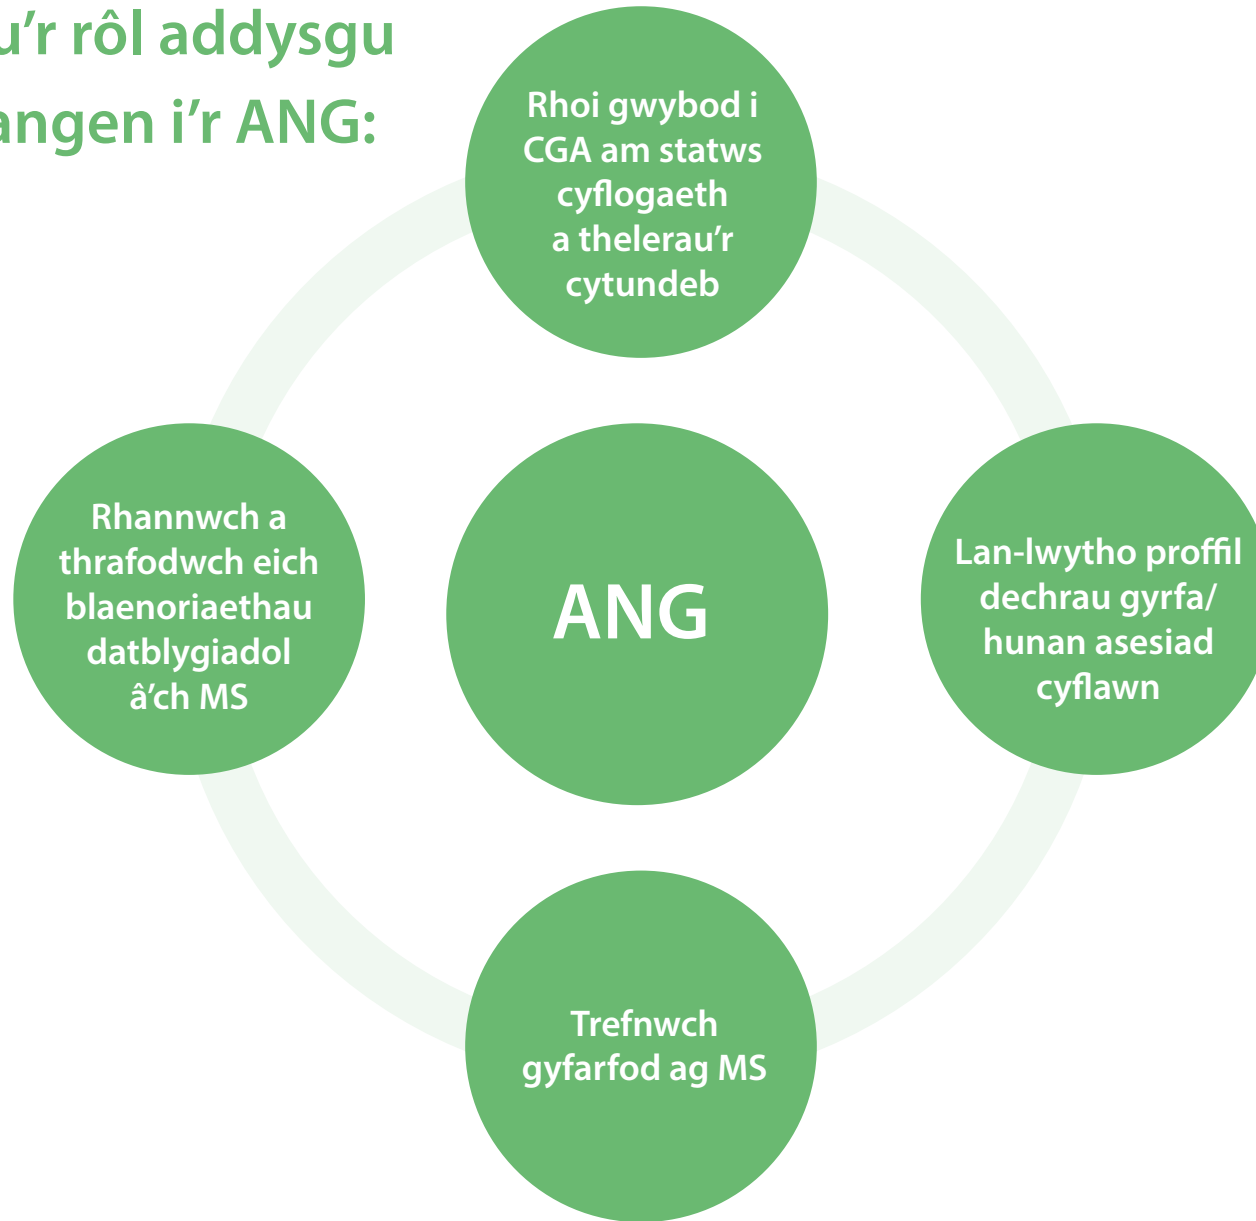 u'r rôl addysgu
angen i'r ANG:
Rhoi gwybod i
CGA am statws
cyflogaeth
a thelerau'r
cytundeb
Rhannwch a
thrafodwch eich
blaenoriaethau
datblygiadol
â'ch MS
ANG
Lan-lwytho proffil
dechrau gyrfa/
hunan asesiad
cyflawn
Trefnwch
gyfarfod ag MS